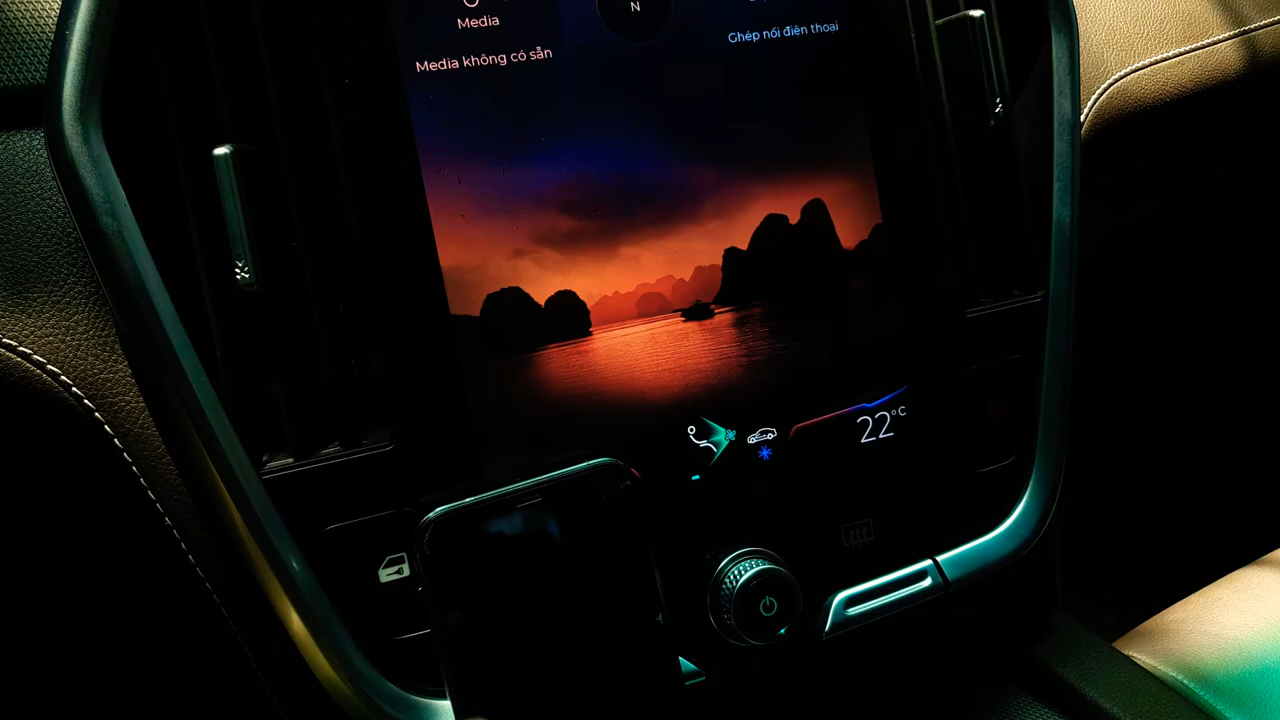 Media
N
Media không có sẵn
Ghép nối điện thoại
22°C